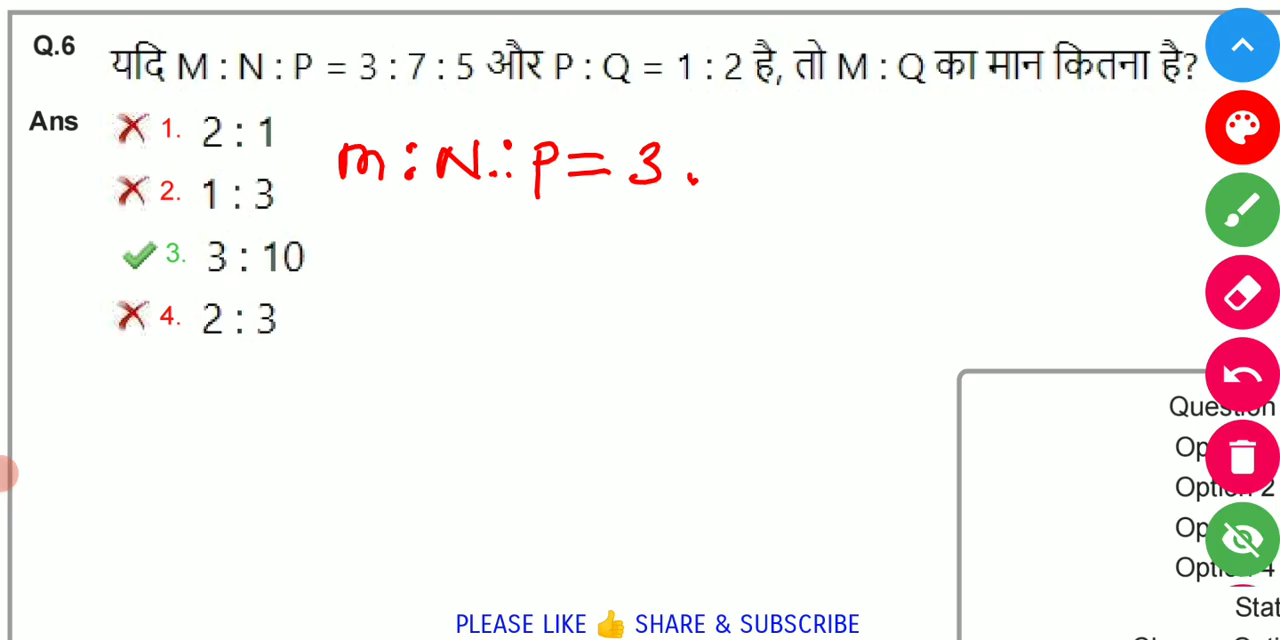 Q.6 यदि M : N : P = 3 : 7 : 5 और P : Q = 1 : 2 है, तो M : Q का मान कितना है?
Ans
1. 2 : 1
m : N : P = 3 .
2. 1 : 3
3. 3 : 10
4. 2 : 3
Question
Option 2
Stat
PLEASE LIKE 👍 SHARE & SUBSCRIBE